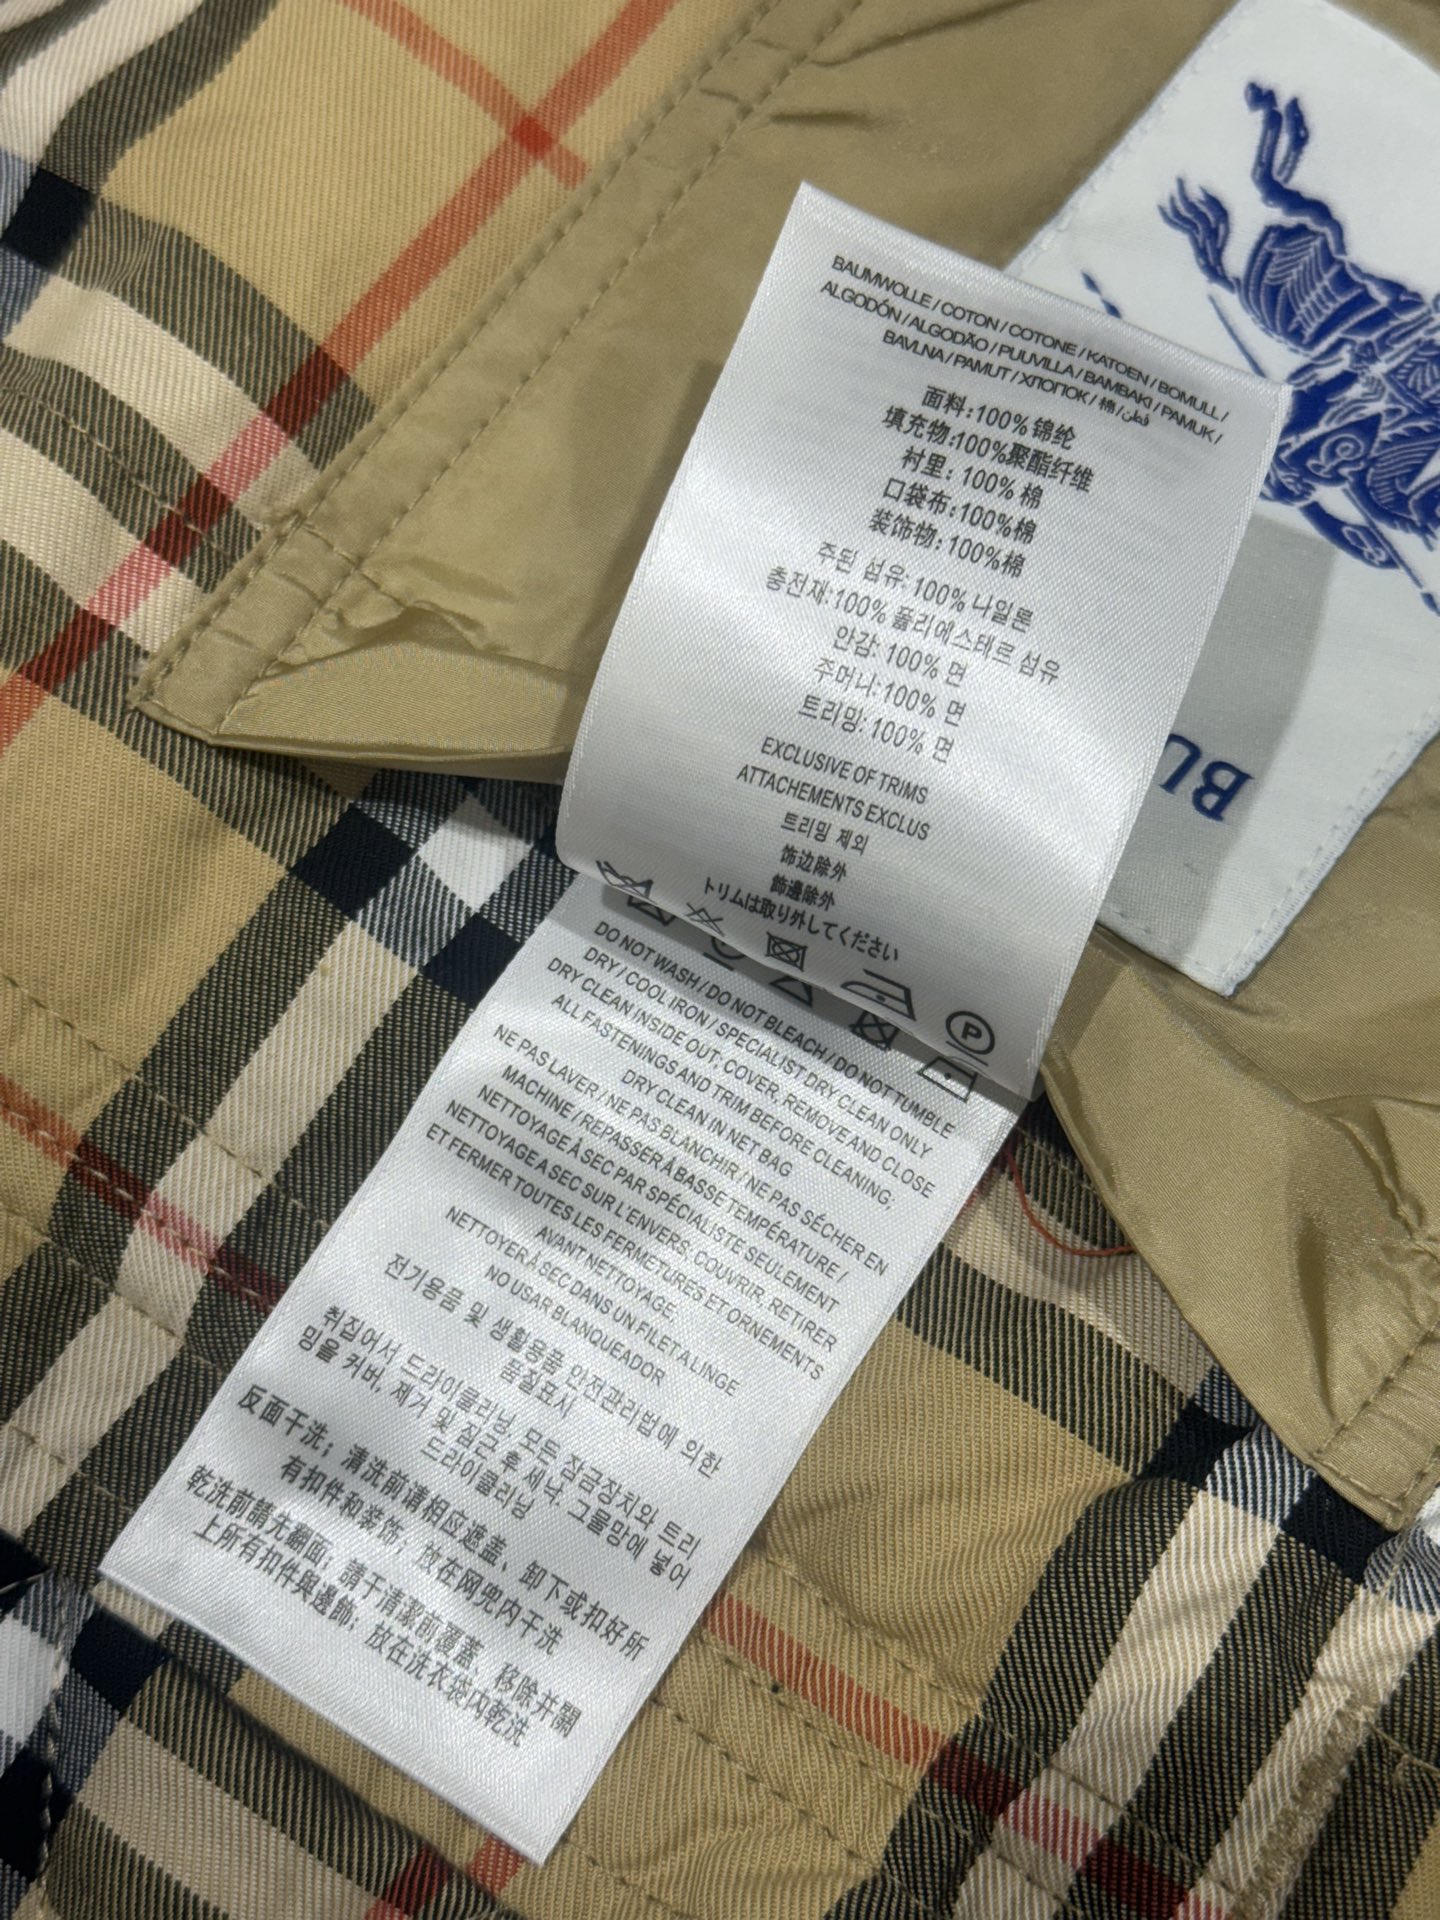 BAUMWOLLE / COTON / COTONE / KATOEN / BOMULL /
ALGODÓN / ALGODÃO / PUUVILLA / BAMBAKI / PAMUK /
BAVLNA / PAMUT / ХПОПОК / 棉 / قطن
面料:100%锦纶
填充物:100%聚酯纤维
衬里: 100% 棉
口袋布:100%棉
装饰物:100%棉
주된 섬유: 100% 나일론
충전재:100% 폴리에스테르 섬유
안감: 100% 면
주머니:100% 면
트리밍: 100% 면
EXCLUSIVE OF TRIMS
ATTACHEMENTS EXCLUS
트리밍 제외
饰边除外
飾邊除外
トリムは取り外してください
P
DO NOT WASH / DO NOT BLEACH / DO NOT TUMBLE
DRY / COOL IRON / SPECIALIST DRY CLEAN ONLY
DRY CLEAN INSIDE OUT; COVER, REMOVE AND CLOSE
ALL FASTENINGS AND TRIM BEFORE CLEANING,
DRY CLEAN IN NET BAG
NE PAS LAVER / NE PAS BLANCHIR / NE PAS SÉCHER EN
MACHINE / REPASSER À BASSE TEMPÉRATURE /
NETTOYAGE À SEC PAR SPÉCIALISTE SEULEMENT
NETTOYAGE A SEC SUR L'ENVERS; COUVRIR, RETIRER
ET FERMER TOUTES LES FERMETURES ET ORNEMENTS
AVANT NETTOYAGE,
NETTOYER À SEC DANS UN FILET A LINGE
NO USAR BLANQUEADOR
전기용품 및 생활용품 안전관리법에 의한
품질표시
취집어서 드라이클리닝, 모든 잠금장치와 트리
밍을 커버, 제거 및 잠근 후 세나, 그물망에 넣어
드라이클리닝
反面干洗; 清洗前请相应遮盖、卸下或扣好所
有扣件和装饰; 放在网兜内干洗
乾洗前請先翻面; 請于清潔前覆蓋、移除并關
上所有扣件與邊飾; 放在洗衣袋內乾洗
BU